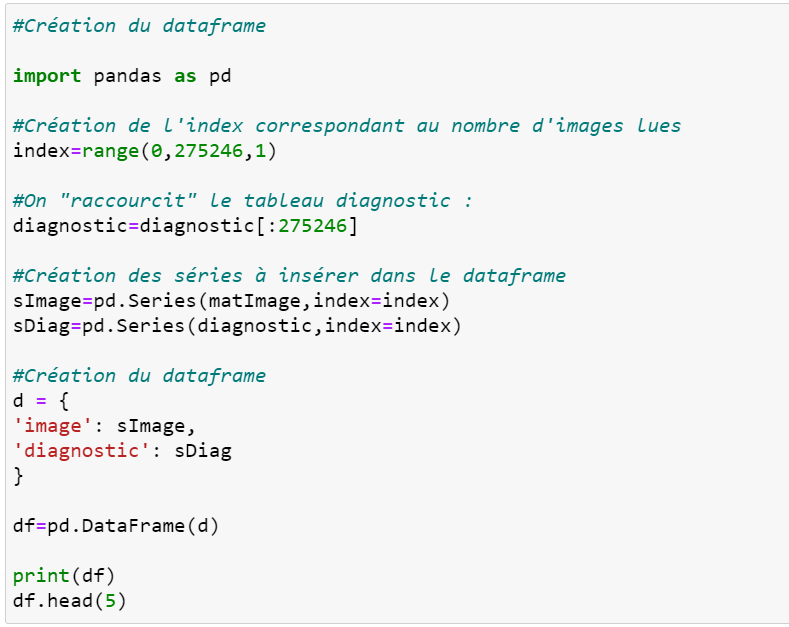 #Création du dataframe
import pandas as pd
#Création de l'index correspondant au nombre d'images lues
index=range(0,275246,1)
#On "raccourcit" le tableau diagnostic :
diagnostic=diagnostic[:275246]
#Création des séries à insérer dans le dataframe
sImage=pd.Series(matImage,index=index)
sDiag=pd.Series(diagnostic,index=index)
#Création du dataframe
d = {
'image': sImage,
'diagnostic': sDiag
}
df=pd.DataFrame(d)
print(df)
df.head(5)